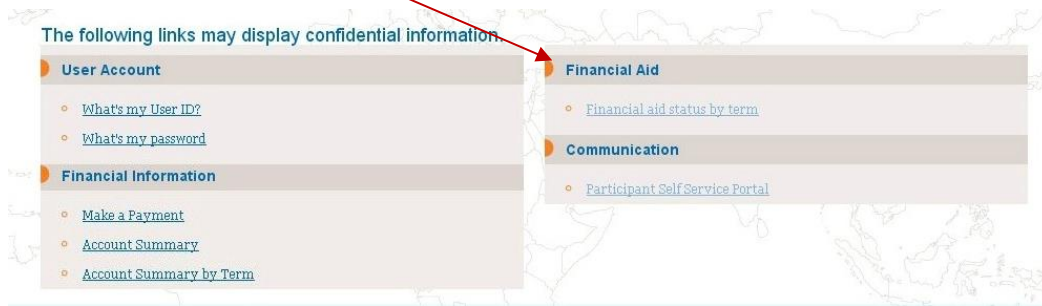 The following links may display confidential information.
User Account
What's my User ID?
What's my password
Financial Information
Make a Payment
Account Summary
Account Summary by Term
Financial Aid
Financial aid status by term
Communication
Participant Self Service Portal